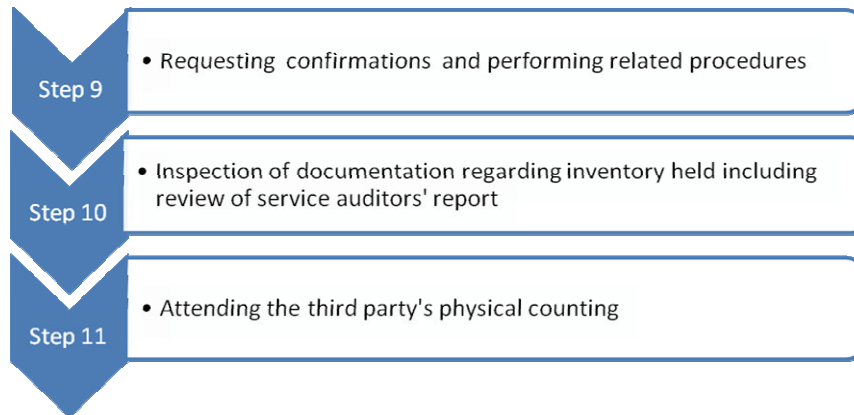 Step 9
• Requesting confirmations and performing related procedures
Step 10
• Inspection of documentation regarding inventory held including
review of service auditors' report
Step 11
• Attending the third party's physical counting